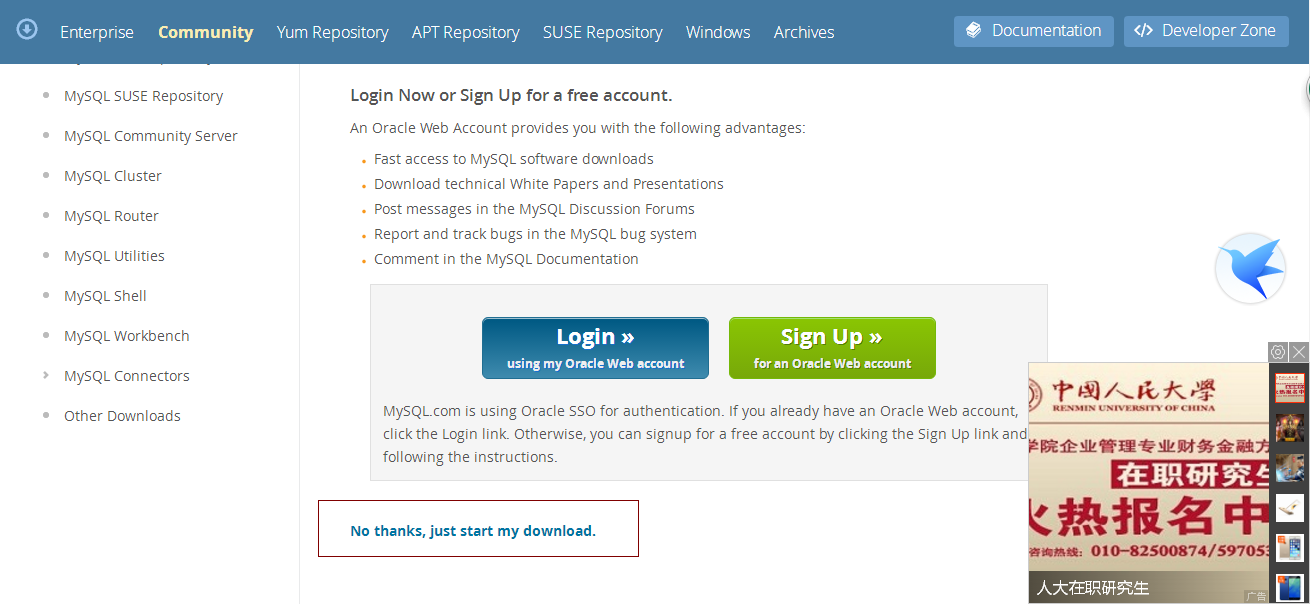 Enterprise Community Yum Repository APT Repository SUSE Repository Windows Archives Documentation Developer Zone
MySQL SUSE Repository
MySQL Community Server
MySQL Cluster
MySQL Router
MySQL Utilities
MySQL Shell
MySQL Workbench
MySQL Connectors
Other Downloads
Login Now or Sign Up for a free account.
An Oracle Web Account provides you with the following advantages:
Fast access to MySQL software downloads
Download technical White Papers and Presentations
Post messages in the MySQL Discussion Forums
Report and track bugs in the MySQL bug system
Comment in the MySQL Documentation
Login »
using my Oracle Web account
Sign Up »
for an Oracle Web account
MySQL.com is using Oracle SSO for authentication. If you already have an Oracle Web account,
click the Login link. Otherwise, you can signup for a free account by clicking the Sign Up link and
following the instructions.
No thanks, just start my download.
中國人民大學
RENMIN UNIVERSITY OF CHINA
学院企业管理专业财务金融方
在职研究生
火热报名中
咨询热线：010-82500874/597053
人大在职研究生
广告